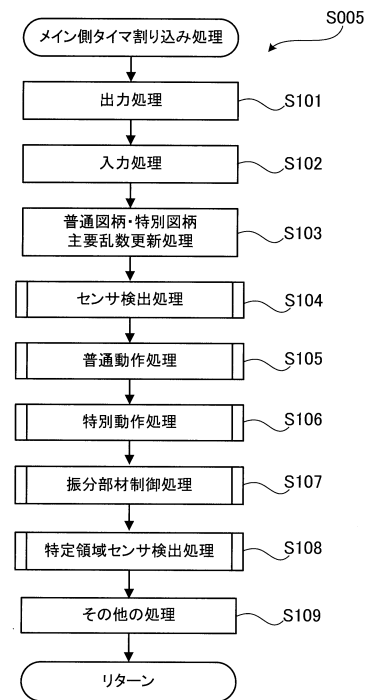 S005
メイン側タイマ割り込み処理
出力処理
S101
入力処理
S102
普通図柄・特別図柄
主要乱数更新処理
S103
センサ検出処理
S104
普通動作処理
S105
特別動作処理
S106
振分部材制御処理
S107
特定領域センサ検出処理
S108
その他の処理
S109
リターン